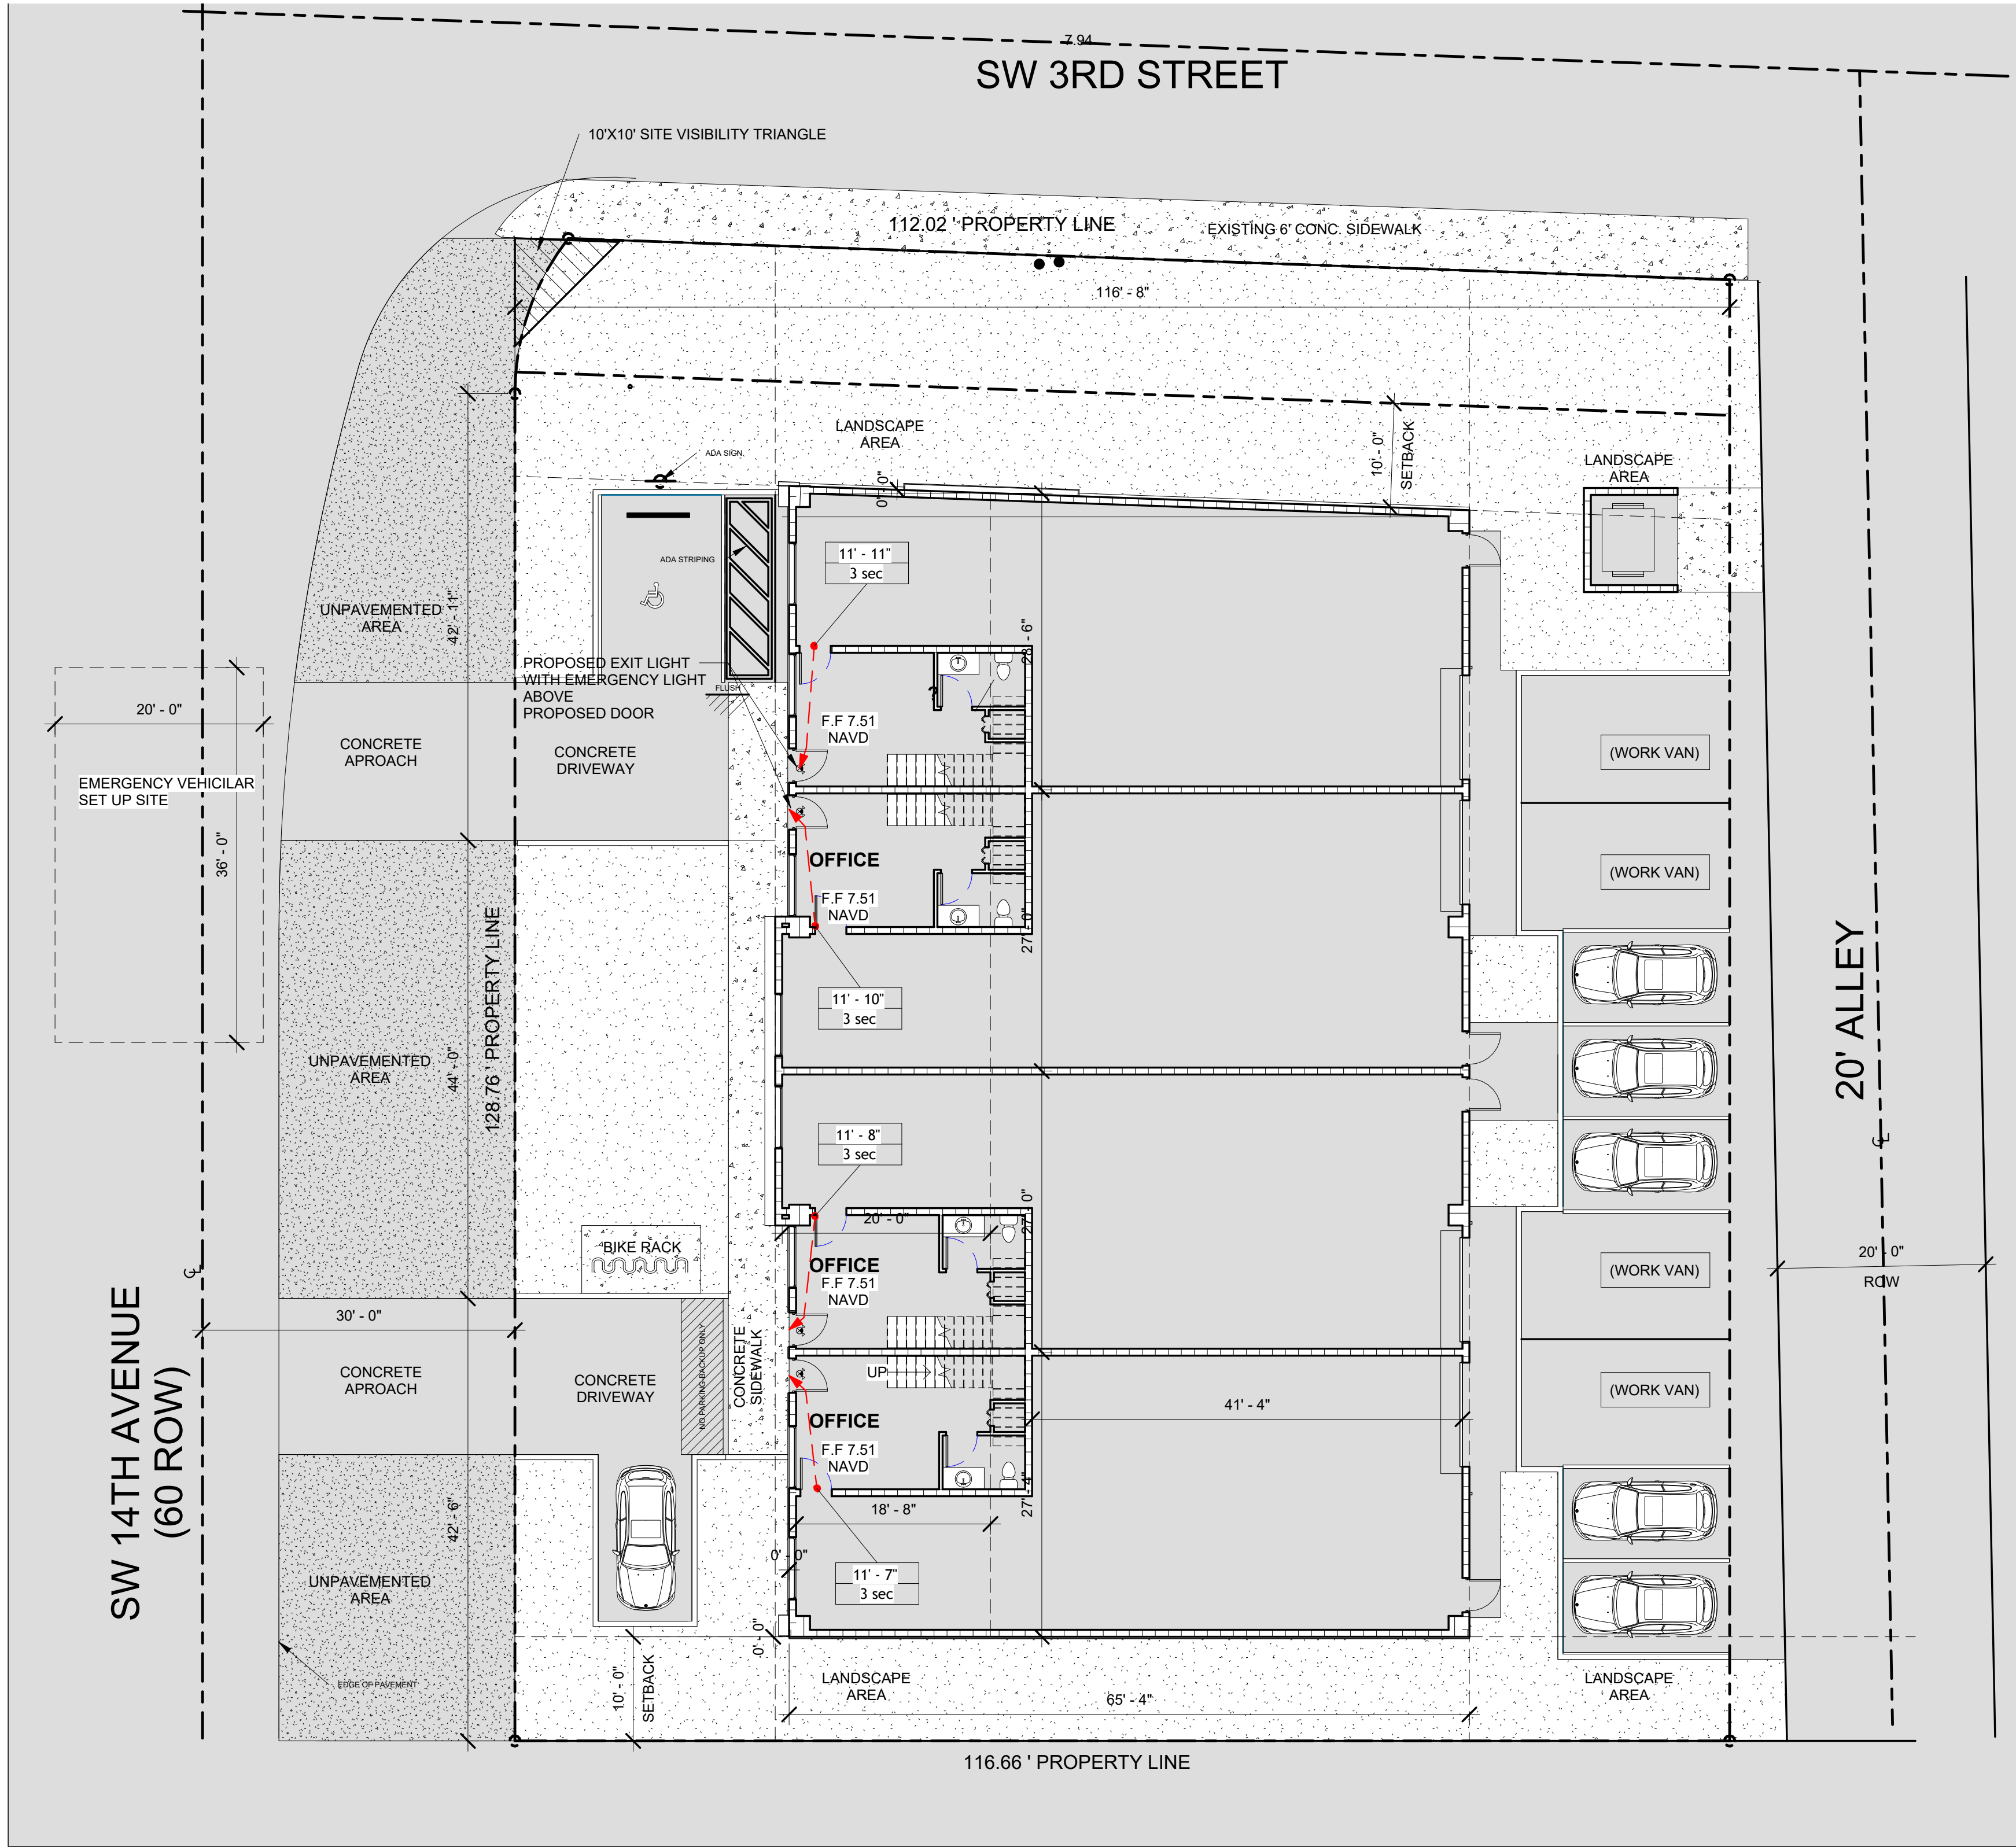 7.94
SW 3RD STREET
10'X10' SITE VISIBILITY TRIANGLE
112.02 ' PROPERTY LINE
EXISTING 6' CONC. SIDEWALK
116' - 8"
LANDSCAPE
AREA
10' - 0"
SETBACK
ADA SIGN
0' - 0"
LANDSCAPE
AREA
11' - 11"
3 sec
ADA STRIPING
UNPAVEMENTED
AREA
42' - 11"
28' - 6"
PROPOSED EXIT LIGHT
WITH EMERGENCY LIGHT
ABOVE
PROPOSED DOOR
FLUSH
?
20' - 0"
F.F 7.51
NAVD
CONCRETE
APROACH
CONCRETE
DRIVEWAY
(WORK VAN)
EMERGENCY VEHICILAR
SET UP SITE
36' - 0"
OFFICE
(WORK VAN)
F.F 7.51
NAVD
27' - 0"
128.76 ' PROPERTY LINE
11' - 10"
3 sec
20' ALLEY
UNPAVEMENTED
AREA
44' - 0"
11' - 8"
3 sec
20' - 0"
27' - 0"
BIKE RACK
OFFICE
F.F 7.51
NAVD
(WORK VAN)
20' - 0"
ROW
SW 14TH AVENUE
(60 ROW)
30' - 0"
CONCRETE
APROACH
CONCRETE
DRIVEWAY
NO PARKING-BACKUP ONLY
CONCRETE
SIDEWALK
UP
(WORK VAN)
41' - 4"
OFFICE
F.F 7.51
NAVD
27' - 4"
18' - 8"
42' - 6"
0' - 0"
11' - 7"
3 sec
UNPAVEMENTED
AREA
0' - 0"
10' - 0"
SETBACK
EDGE OF PAVEMENT
LANDSCAPE
AREA
65' - 4"
LANDSCAPE
AREA
116.66 ' PROPERTY LINE